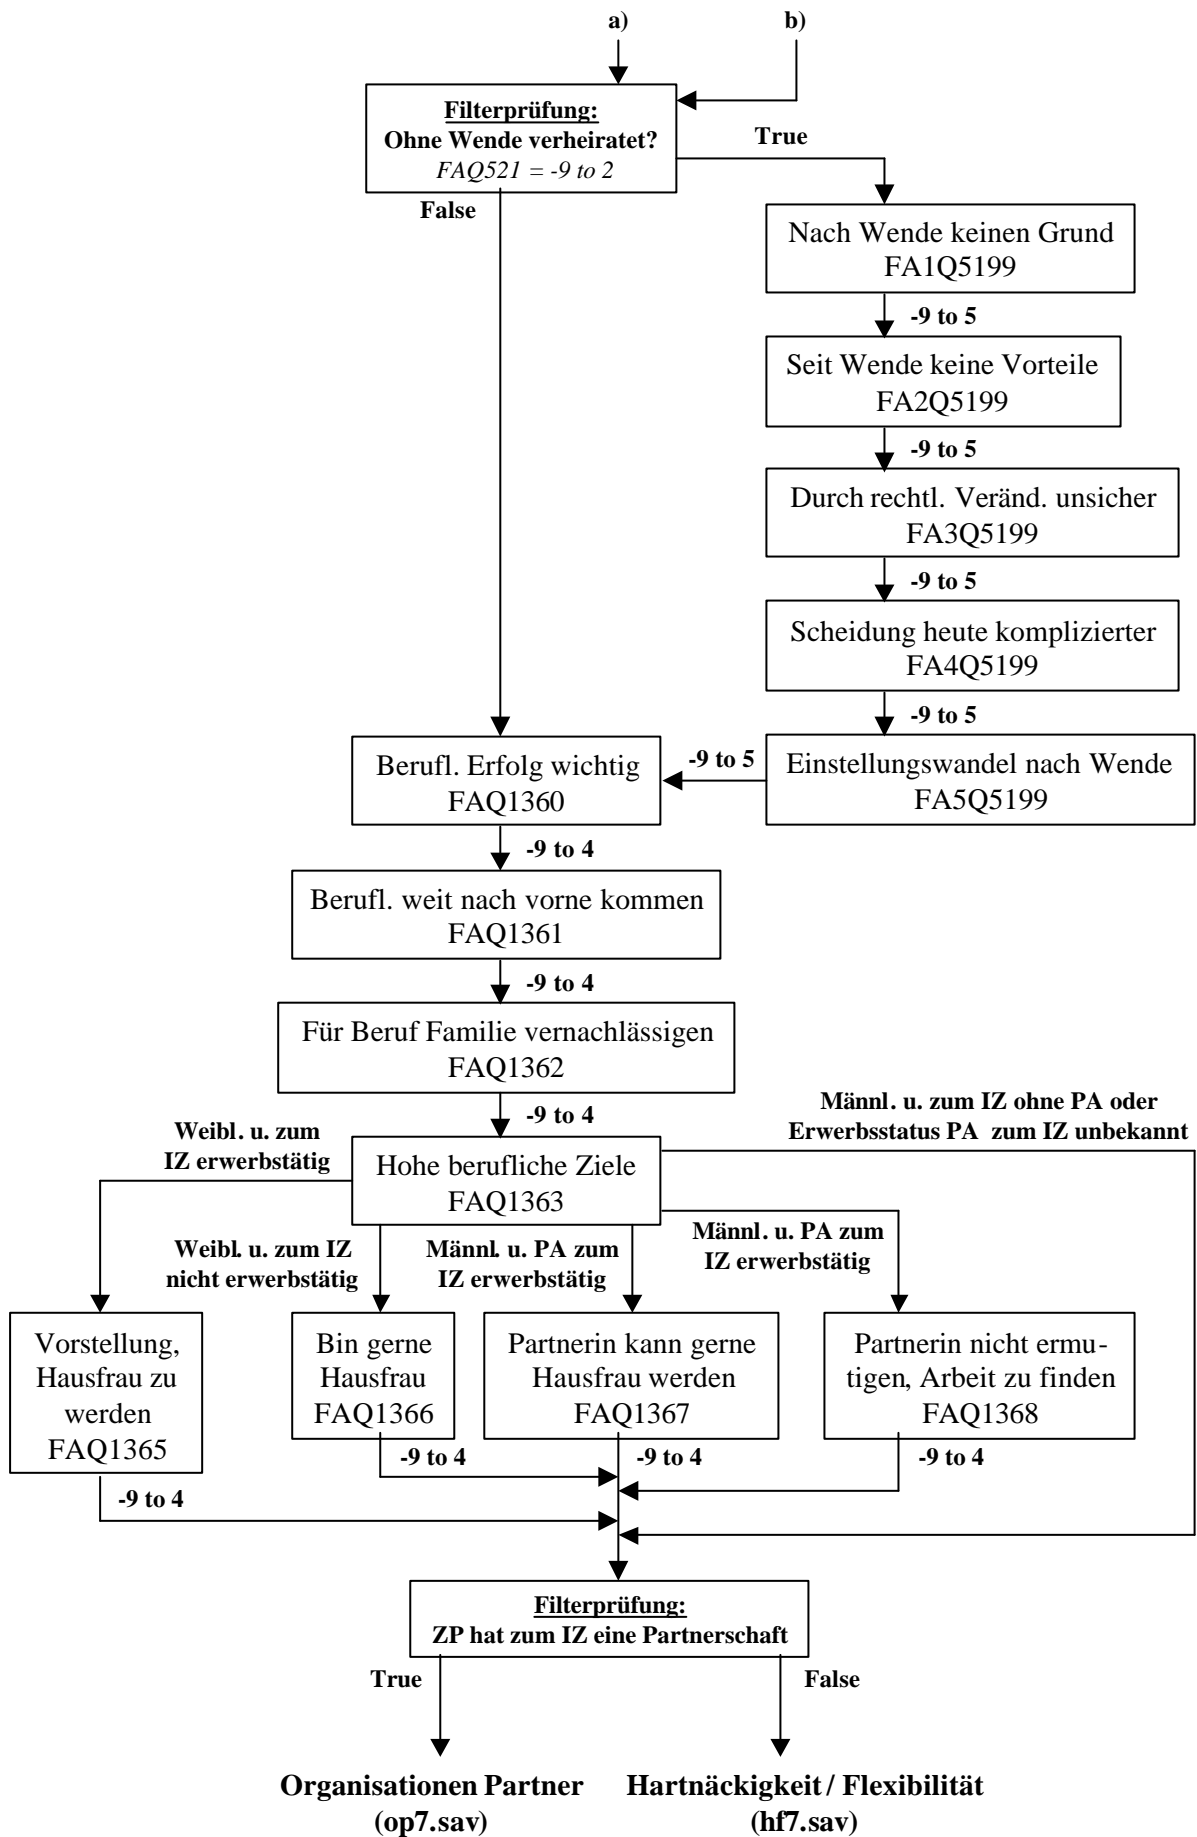 a)
b)
Filterprüfung:
Ohne Wende verheiratet?
FAQ521 = -9 to 2
True
False
Nach Wende keinen Grund
FA1Q5199
-9 to 5
Seit Wende keine Vorteile
FA2Q5199
-9 to 5
Durch rechtl. Veränd. unsicher
FA3Q5199
-9 to 5
Scheidung heute komplizierter
FA4Q5199
-9 to 5
Einstellungswandel nach Wende
FA5Q5199
-9 to 5
Berufl. Erfolg wichtig
FAQ1360
-9 to 4
Berufl. weit nach vorne kommen
FAQ1361
-9 to 4
Für Beruf Familie vernachlässigen
FAQ1362
-9 to 4
Männl. u. zum IZ ohne PA oder
Erwerbsstatus PA zum IZ unbekannt
Weibl. u. zum
IZ erwerbstätig
Hohe berufliche Ziele
FAQ1363
Weibl. u. zum IZ
nicht erwerbstätig
Männl. u. PA zum
IZ erwerbstätig
Männl. u. PA zum
IZ erwerbstätig
Vorstellung,
Hausfrau zu
werden
FAQ1365
Bin gerne
Hausfrau
FAQ1366
Partnerin kann gerne
Hausfrau werden
FAQ1367
Partnerin nicht ermu-
tigen, Arbeit zu finden
FAQ1368
-9 to 4
-9 to 4
-9 to 4
-9 to 4
Filterprüfung:
ZP hat zum IZ eine Partnerschaft
True
False
Organisationen Partner
(op7.sav)
Hartnäckigkeit / Flexibilität
(hf7.sav)